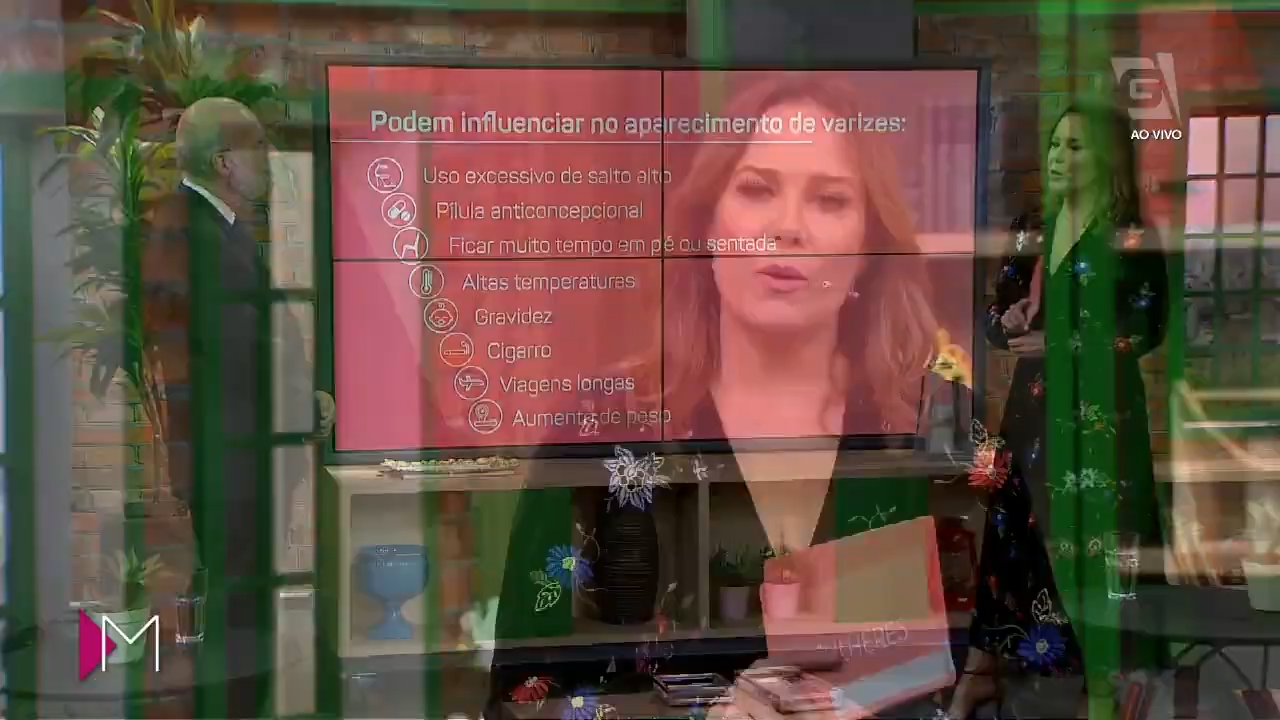 G
AO VIVO
Podem influenciar no aparecimento de varizes:
Uso excessivo de salto alto
Pílula anticoncepcional
Ficar muito tempo em pé ou sentada
Altas temperaturas
Gravidez
Cigarro
Viagens longas
Aumento de peso
MULHERES
M